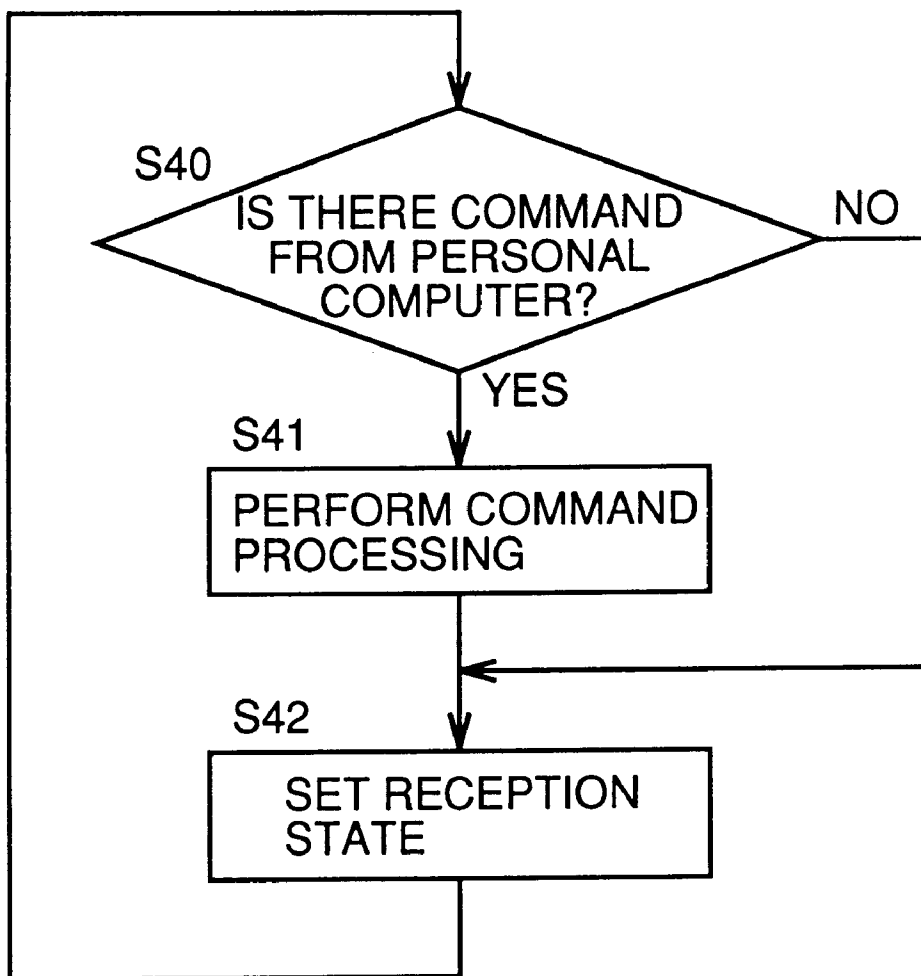 S40
IS THERE COMMAND
FROM PERSONAL
COMPUTER?
NO
YES
S41
PERFORM COMMAND
PROCESSING
S42
SET RECEPTION
STATE